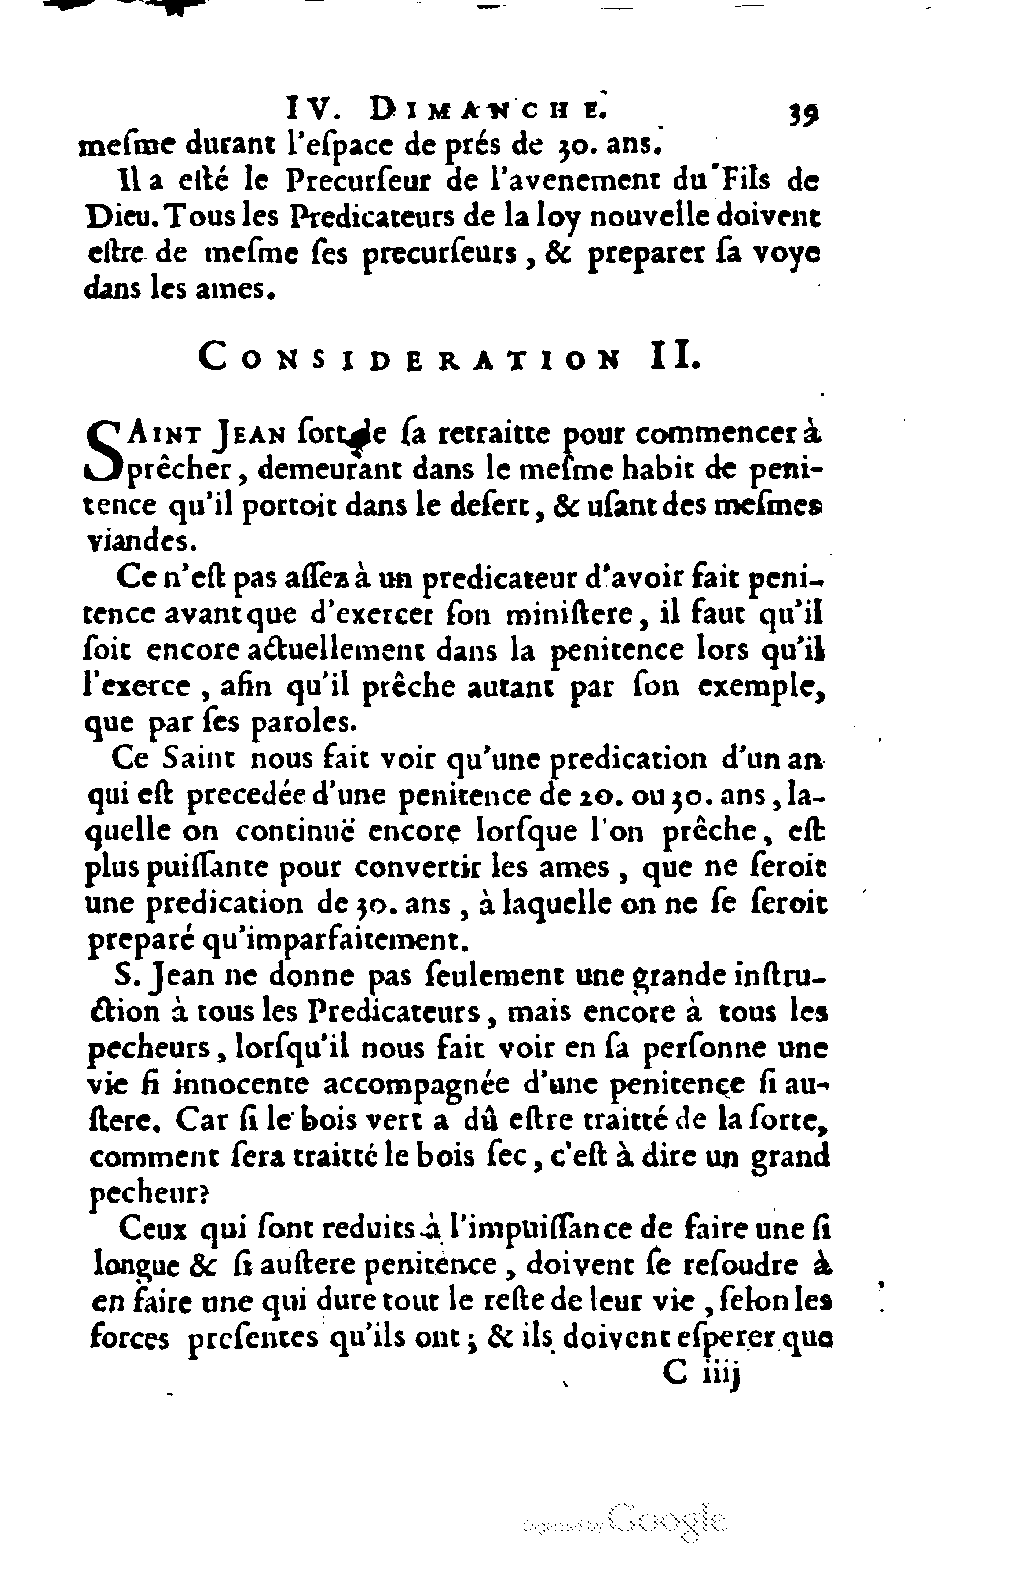 IV. DIMANCHE. 39
meſme durant l'eſpace de prés de 30. ans.
Il a eſté le Precurſeur de l'avenement du Fils de
Dieu. Tous les Predicateurs de la loy nouvelle doivent
eſtre de meſme ſes precurſeurs, & preparer ſa voye
dans les ames.
CONSIDERATION II.
SAINT JEAN ſort de ſa retraitte pour commencer à
prêcher, demeurant dans le meſme habit de peni-
tence qu'il portoit dans le deſert, & uſant des meſmes
viandes.
Ce n'eſt pas aſſez à un predicateur d'avoir fait peni-
tence avant que d'exercer ſon miniſtere, il faut qu'il
ſoit encore actuellement dans la penitence lors qu'il
l'exerce, afin qu'il prêche autant par ſon exemple,
que par ſes paroles.
Ce Saint nous fait voir qu'une predication d'un an
qui eſt precedée d'une penitence de 20. ou 30. ans, la-
quelle on continuë encore lorſque l'on prêche, eſt
plus puiſſante pour convertir les ames, que ne ſeroit
une predication de 30. ans, à laquelle on ne ſe ſeroit
preparé qu'imparfaitement.
S. Jean ne donne pas ſeulement une grande inſtru-
ction à tous les Predicateurs, mais encore à tous les
pecheurs, lorſqu'il nous fait voir en ſa perſonne une
vie ſi innocente accompagnée d'une penitence ſi au-
ſtere. Car ſi le bois vert a dû eſtre traitté de la ſorte,
comment ſera traitté le bois ſec, c'eſt à dire un grand
pecheur?
Ceux qui ſont reduits à l'impuiſſance de faire une ſi
longue & ſi auſtere penitence, doivent ſe reſoudre à
en faire une qui dure tout le reſte de leur vie, ſelon les
forces preſentes qu'ils ont; & ils doivent eſperer que
C iiij
Digitized by Google